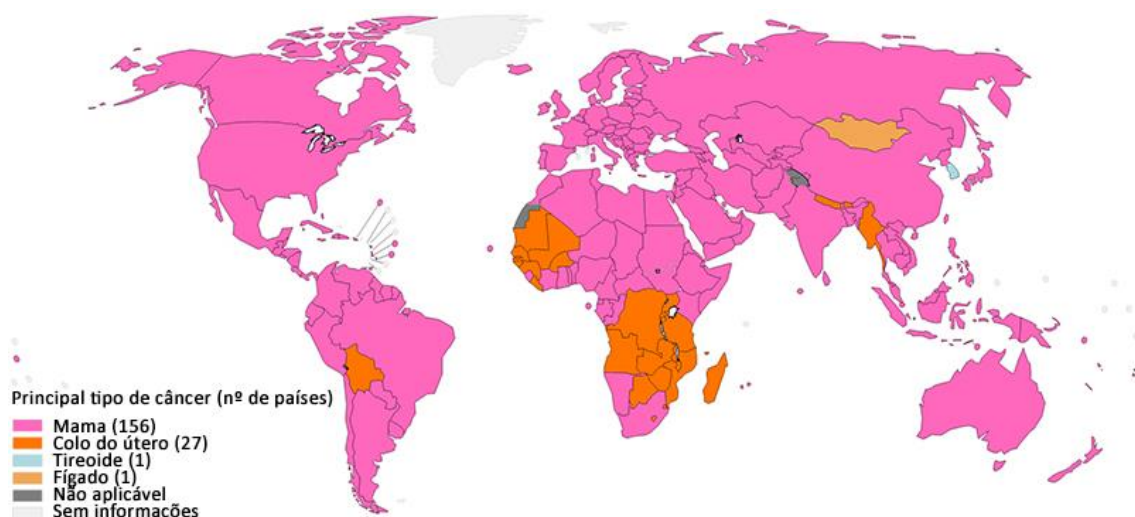 Principal tipo de câncer (nº de países)
Mama (156)
Colo do útero (27)
Tireoide (1)
Fígado (1)
Não aplicável
Sem informações